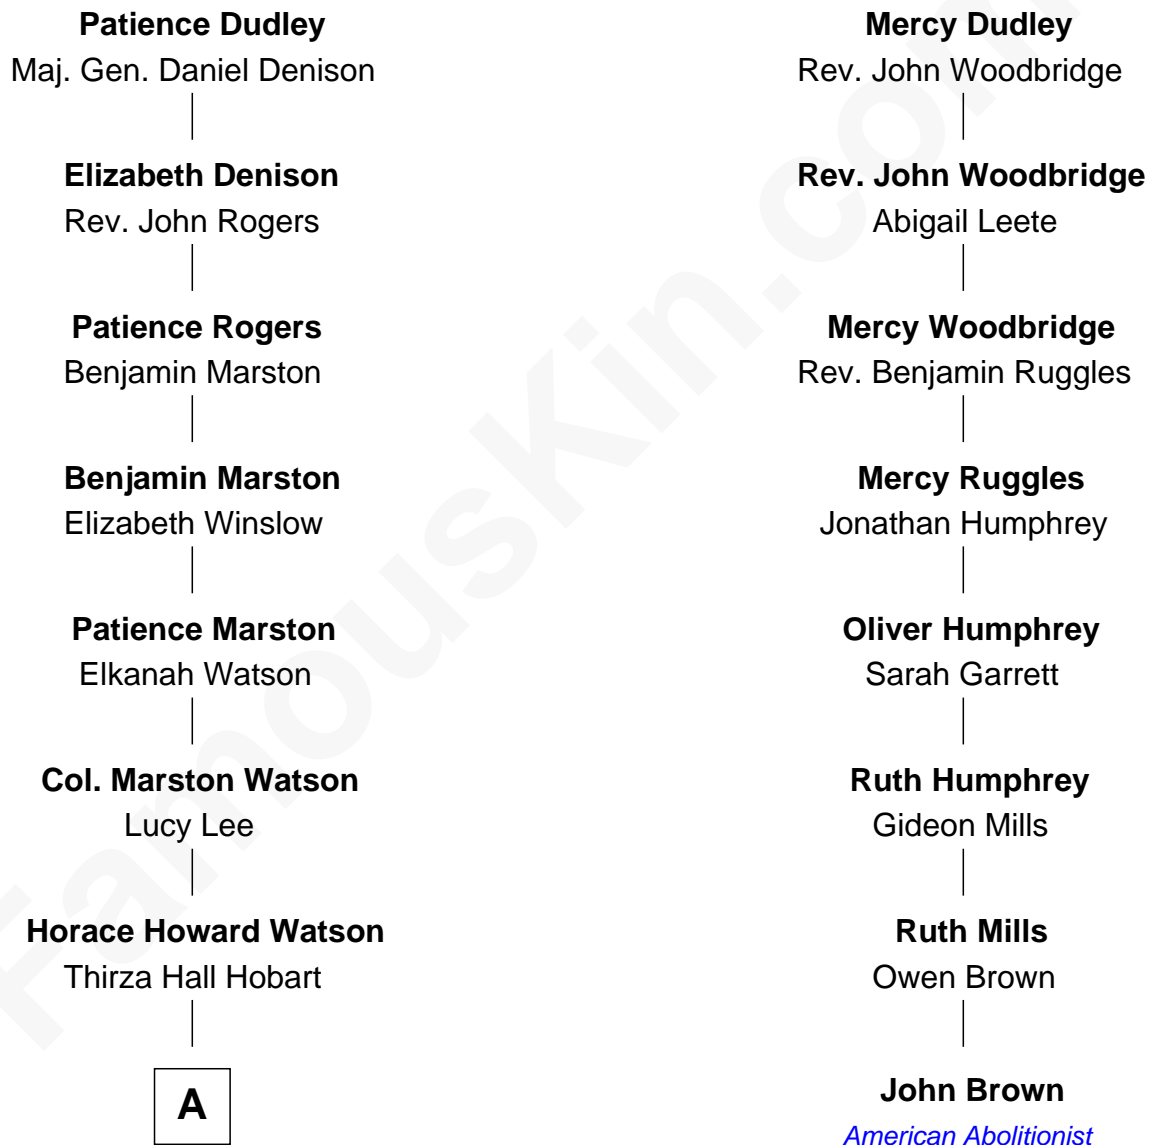 Patience Dudley
Maj. Gen. Daniel Denison
Elizabeth Denison
Rev. John Rogers
Patience Rogers
Benjamin Marston
Benjamin Marston
Elizabeth Winslow
Patience Marston
Elkanah Watson
Col. Marston Watson
Lucy Lee
Horace Howard Watson
Thirza Hall Hobart
A
Mercy Dudley
Rev. John Woodbridge
Rev. John Woodbridge
Abigail Leete
Mercy Woodbridge
Rev. Benjamin Ruggles
Mercy Ruggles
Jonathan Humphrey
Oliver Humphrey
Sarah Garrett
Ruth Humphrey
Gideon Mills
Ruth Mills
Owen Brown
John Brown
American Abolitionist
FamousKin.com